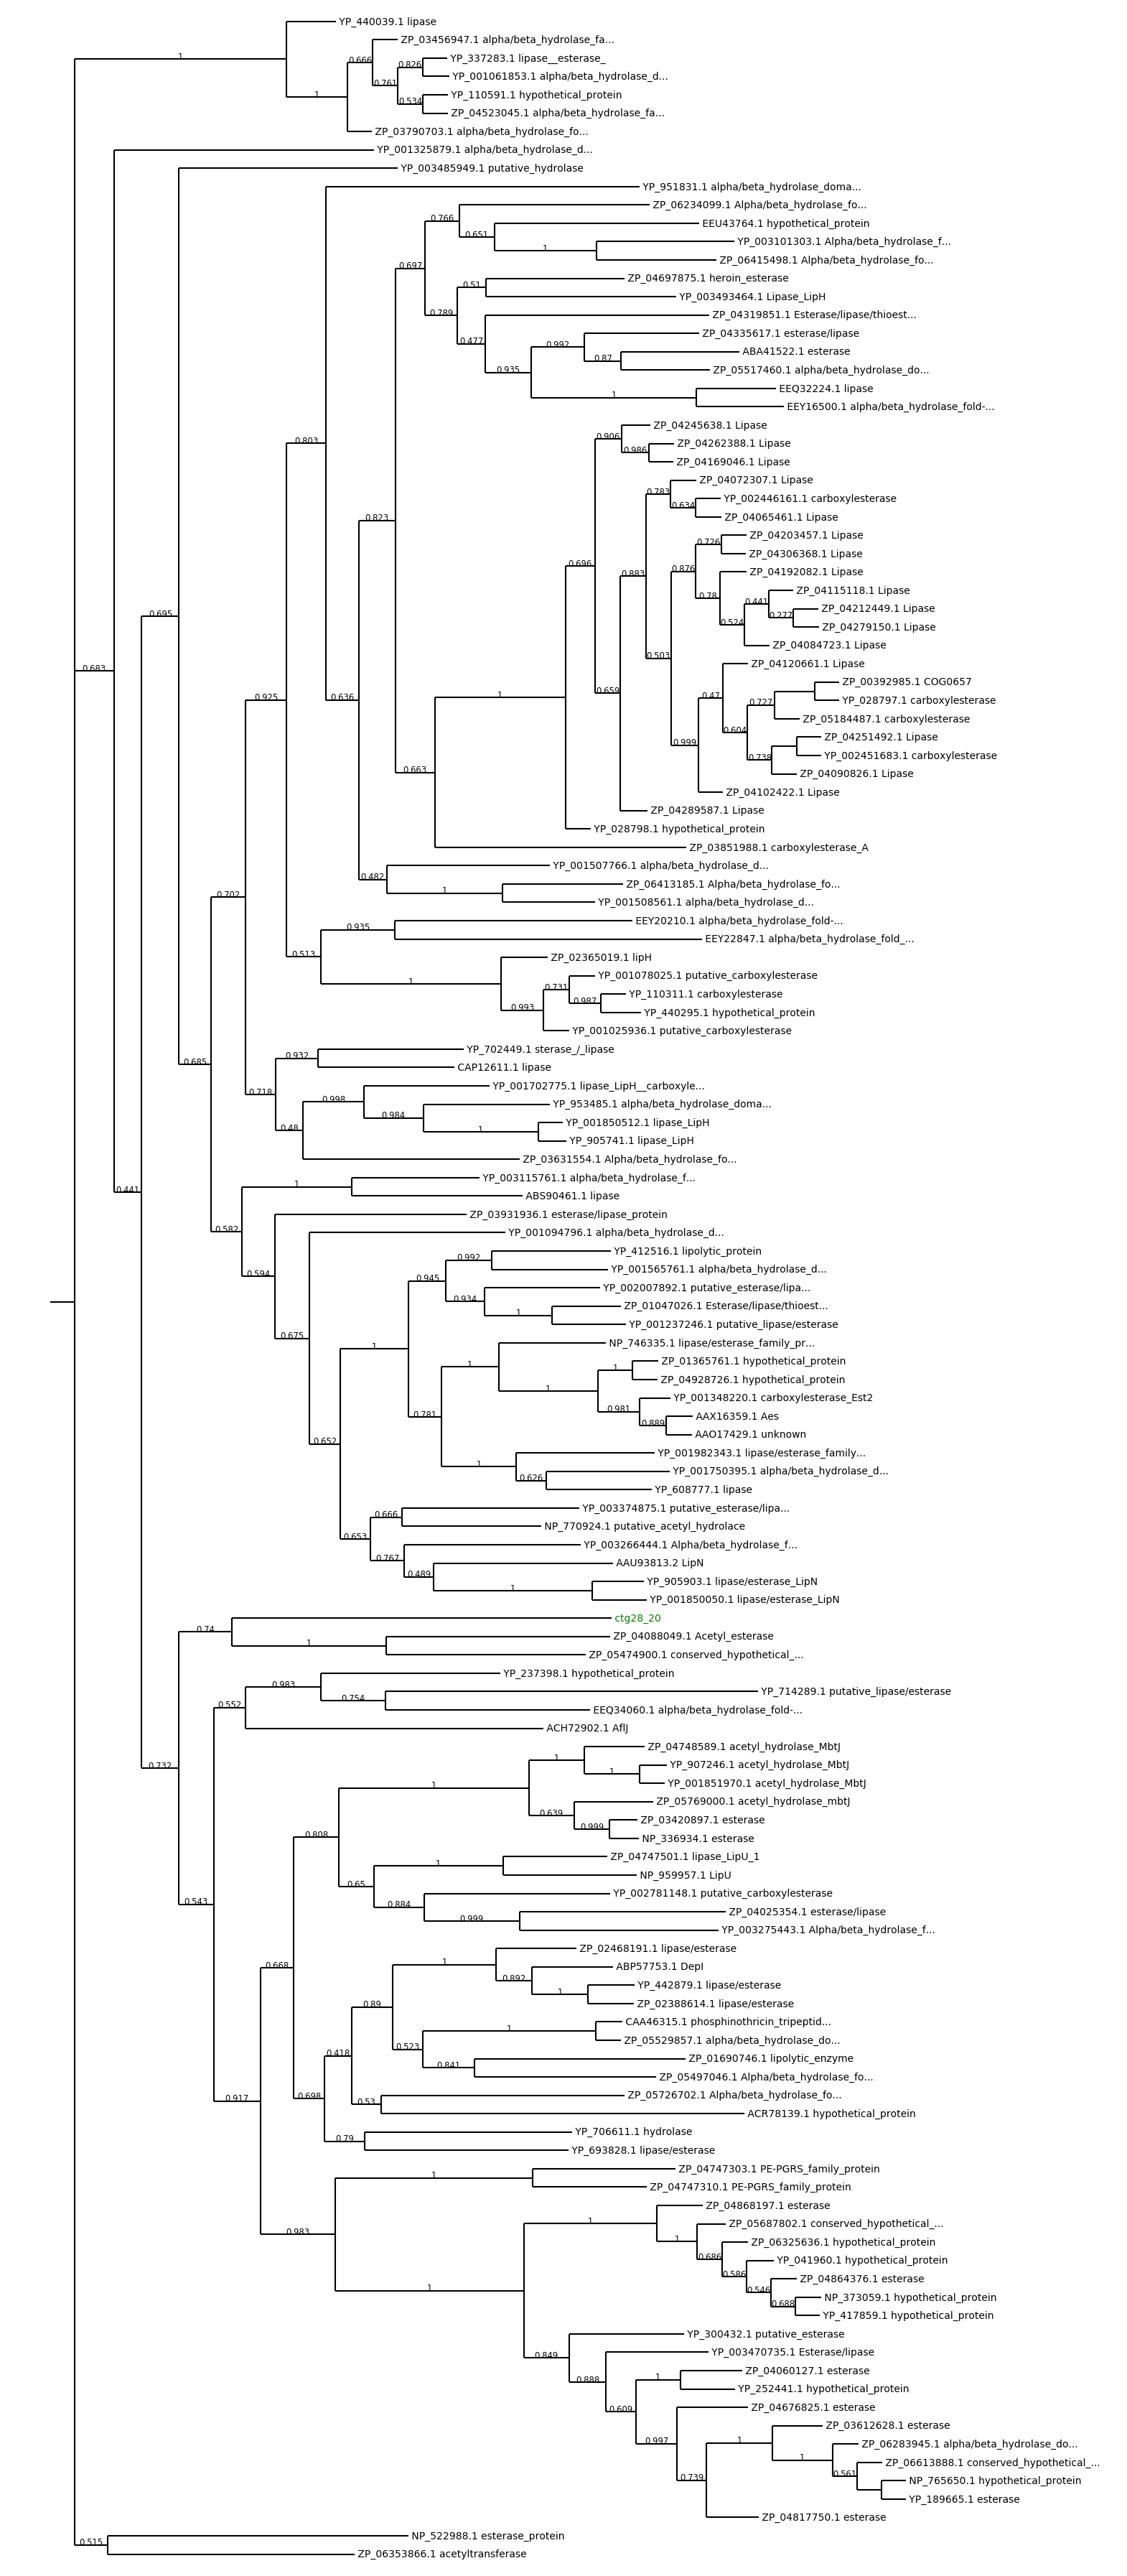 YP_440039.1 lipase
ZP_03456947.1 alpha/beta_hydrolase_fa...
1
0.666
YP_337283.1 lipase__esterase_
0.826
YP_001061853.1 alpha/beta_hydrolase_d...
0.761
1
YP_110591.1 hypothetical_protein
0.534
ZP_04523045.1 alpha/beta_hydrolase_fa...
ZP_03790703.1 alpha/beta_hydrolase_fo...
YP_001325879.1 alpha/beta_hydrolase_d...
YP_003485949.1 putative_hydrolase
YP_951831.1 alpha/beta_hydrolase_doma...
ZP_06234099.1 Alpha/beta_hydrolase_fo...
0.766
EEU43764.1 hypothetical_protein
0.651
YP_003101303.1 Alpha/beta_hydrolase_f...
1
ZP_06415498.1 Alpha/beta_hydrolase_fo...
0.697
ZP_04697875.1 heroin_esterase
0.51
YP_003493464.1 Lipase_LipH
0.789
ZP_04319851.1 Esterase/lipase/thioest...
ZP_04335617.1 esterase/lipase
0.477
0.992
ABA41522.1 esterase
0.87
0.935
ZP_05517460.1 alpha/beta_hydrolase_do...
EEQ32224.1 lipase
1
EEY16500.1 alpha/beta_hydrolase_fold-...
ZP_04245638.1 Lipase
0.906
0.803
ZP_04262388.1 Lipase
0.986
ZP_04169046.1 Lipase
ZP_04072307.1 Lipase
0.783
YP_002446161.1 carboxylesterase
0.634
ZP_04065461.1 Lipase
0.823
ZP_04203457.1 Lipase
0.726
ZP_04306368.1 Lipase
0.696
0.876
ZP_04192082.1 Lipase
0.883
ZP_04115118.1 Lipase
0.78
0.441
ZP_04212449.1 Lipase
0.277
0.695
0.524
ZP_04279150.1 Lipase
ZP_04084723.1 Lipase
0.503
ZP_04120661.1 Lipase
0.683
ZP_00392985.1 COG0657
0.659
1
0.47
0.925
0.636
YP_028797.1 carboxylesterase
0.727
ZP_05184487.1 carboxylesterase
0.604
ZP_04251492.1 Lipase
0.999
YP_002451683.1 carboxylesterase
0.738
0.663
ZP_04090826.1 Lipase
ZP_04102422.1 Lipase
ZP_04289587.1 Lipase
YP_028798.1 hypothetical_protein
ZP_03851988.1 carboxylesterase_A
YP_001507766.1 alpha/beta_hydrolase_d...
0.482
ZP_06413185.1 Alpha/beta_hydrolase_fo...
1
0.702
YP_001508561.1 alpha/beta_hydrolase_d...
EEY20210.1 alpha/beta_hydrolase_fold-...
0.935
EEY22847.1 alpha/beta_hydrolase_fold_...
0.513
ZP_02365019.1 lipH
YP_001078025.1 putative_carboxylesterase
1
0.731
YP_110311.1 carboxylesterase
0.987
0.993
YP_440295.1 hypothetical_protein
YP_001025936.1 putative_carboxylesterase
YP_702449.1 sterase_/_lipase
0.932
0.685
CAP12611.1 lipase
YP_001702775.1 lipase_LipH__carboxyle...
0.718
0.998
YP_953485.1 alpha/beta_hydrolase_doma...
0.984
YP_001850512.1 lipase_LipH
0.48
1
YP_905741.1 lipase_LipH
ZP_03631554.1 Alpha/beta_hydrolase_fo...
YP_003115761.1 alpha/beta_hydrolase_f...
1
0.441
ABS90461.1 lipase
ZP_03931936.1 esterase/lipase_protein
0.582
YP_001094796.1 alpha/beta_hydrolase_d...
YP_412516.1 lipolytic_protein
0.992
YP_001565761.1 alpha/beta_hydrolase_d...
0.594
0.945
YP_002007892.1 putative_esterase/lipa...
0.934
ZP_01047026.1 Esterase/lipase/thioest...
1
YP_001237246.1 putative_lipase/esterase
0.675
NP_746335.1 lipase/esterase_family_pr...
1
ZP_01365761.1 hypothetical_protein
1
1
ZP_04928726.1 hypothetical_protein
1
YP_001348220.1 carboxylesterase_Est2
0.981
0.781
AAX16359.1 Aes
0.889
AAO17429.1 unknown
0.652
YP_001982343.1 lipase/esterase_family...
1
YP_001750395.1 alpha/beta_hydrolase_d...
0.626
YP_608777.1 lipase
YP_003374875.1 putative_esterase/lipa...
0.666
NP_770924.1 putative_acetyl_hydrolace
0.653
YP_003266444.1 Alpha/beta_hydrolase_f...
0.767
AAU93813.2 LipN
0.489
YP_905903.1 lipase/esterase_LipN
1
YP_001850050.1 lipase/esterase_LipN
ctg28_20
0.74
ZP_04088049.1 Acetyl_esterase
1
ZP_05474900.1 conserved_hypothetical_...
YP_237398.1 hypothetical_protein
0.983
YP_714289.1 putative_lipase/esterase
0.754
0.552
EEQ34060.1 alpha/beta_hydrolase_fold-...
ACH72902.1 AflJ
ZP_04748589.1 acetyl_hydrolase_MbtJ
1
0.732
YP_907246.1 acetyl_hydrolase_MbtJ
1
YP_001851970.1 acetyl_hydrolase_MbtJ
1
ZP_05769000.1 acetyl_hydrolase_mbtJ
0.639
ZP_03420897.1 esterase
0.999
0.808
NP_336934.1 esterase
ZP_04747501.1 lipase_LipU_1
1
NP_959957.1 LipU
0.65
YP_002781148.1 putative_carboxylesterase
0.543
0.884
ZP_04025354.1 esterase/lipase
0.999
YP_003275443.1 Alpha/beta_hydrolase_f...
ZP_02468191.1 lipase/esterase
1
0.668
ABP57753.1 DepI
0.892
YP_442879.1 lipase/esterase
1
0.89
ZP_02388614.1 lipase/esterase
CAA46315.1 phosphinothricin_tripeptid...
1
ZP_05529857.1 alpha/beta_hydrolase_do...
0.523
0.418
ZP_01690746.1 lipolytic_enzyme
0.841
ZP_05497046.1 Alpha/beta_hydrolase_fo...
ZP_05726702.1 Alpha/beta_hydrolase_fo...
0.917
0.698
0.53
ACR78139.1 hypothetical_protein
YP_706611.1 hydrolase
0.79
YP_693828.1 lipase/esterase
ZP_04747303.1 PE-PGRS_family_protein
1
ZP_04747310.1 PE-PGRS_family_protein
ZP_04868197.1 esterase
1
ZP_05687802.1 conserved_hypothetical_...
0.983
1
ZP_06325636.1 hypothetical_protein
0.686
YP_041960.1 hypothetical_protein
0.586
ZP_04864376.1 esterase
1
0.546
NP_373059.1 hypothetical_protein
0.688
YP_417859.1 hypothetical_protein
YP_300432.1 putative_esterase
YP_003470735.1 Esterase/lipase
0.849
ZP_04060127.1 esterase
1
0.888
YP_252441.1 hypothetical_protein
ZP_04676825.1 esterase
0.609
ZP_03612628.1 esterase
1
0.997
ZP_06283945.1 alpha/beta_hydrolase_do...
1
ZP_06613888.1 conserved_hypothetical_...
0.561
0.739
NP_765650.1 hypothetical_protein
YP_189665.1 esterase
ZP_04817750.1 esterase
NP_522988.1 esterase_protein
0.515
ZP_06353866.1 acetyltransferase